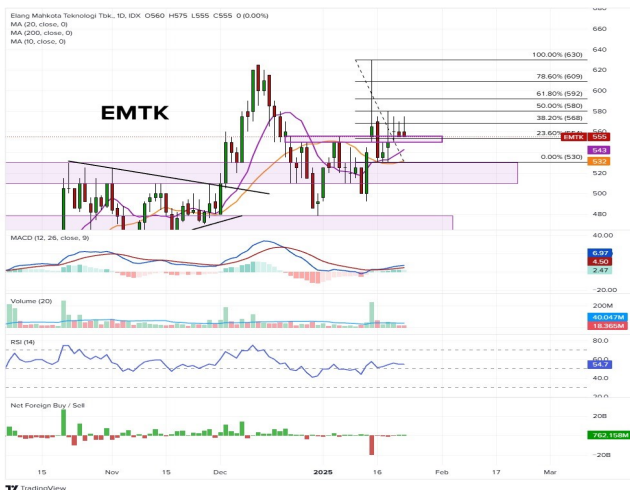 Elang Mahkota Teknologi Tbk., 1D, IDX O560 H575 L555 C555 0 (0.00%)
MA (20, close, 0)
MA (200, close, 0)
MA (10, close, 0)
EMTK
100.00% (630)
78.60% (609)
61.80% (592)
50.00% (580)
38.20% (568)
0.00% (530)
660
640
620
600
580
560
EMTK 555
543
532
520
500
480
MACD (12, 26, close, 9)
40.00
6.97
4.50
2.47
-20.00
Volume (20)
200M
40.047M
18.365M
RSI (14)
80.0
54.7
40.0
Net Foreign Buy / Sell
20B
762.158M
-20B
15
Nov
15
Dec
2025
16
Feb
17
Mar
TradingView